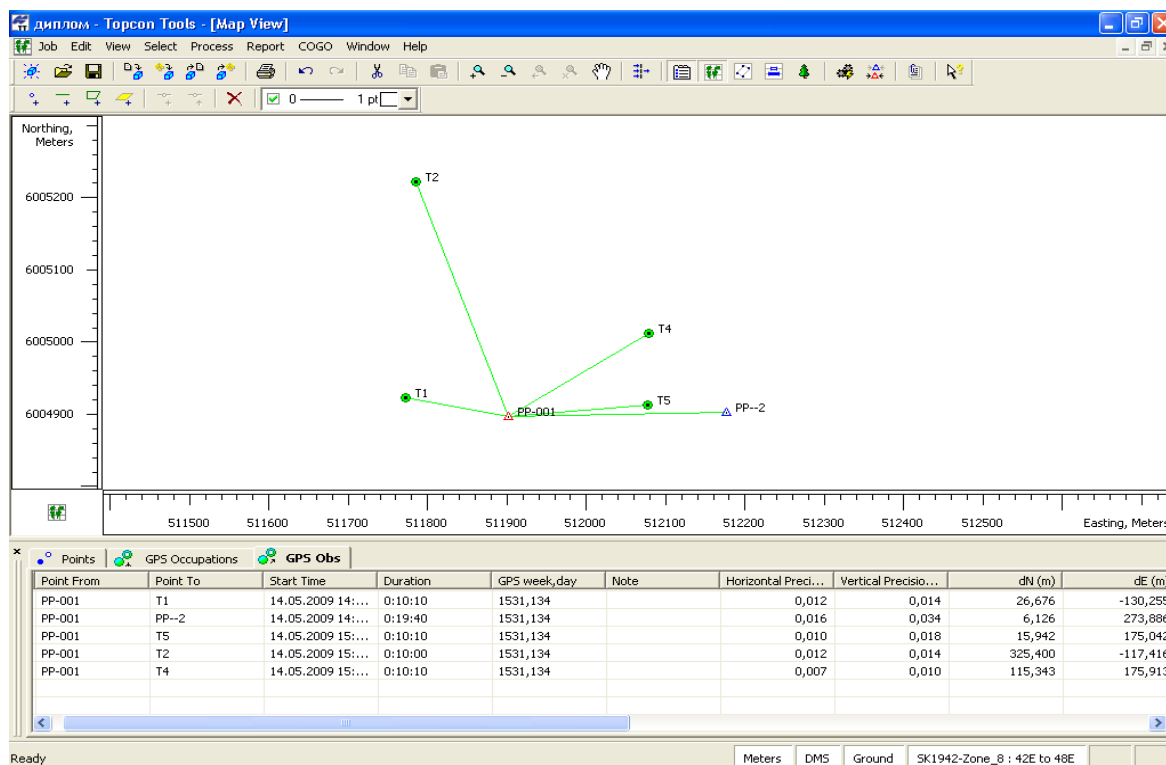 диплом - Topcon Tools - [Map View]
Job Edit View Select Process Report COGO Window Help
0 1 pt
Northing,
Meters
6005200
6005100
6005000
6004900
T2
T4
T1
PP-001
T5
PP--2
511500 511600 511700 511800 511900 512000 512100 512200 512300 512400 512500 Easting, Meters
Points GPS Occupations GPS Obs
Point From Point To Start Time Duration GPS week,day Note Horizontal Preci... Vertical Precisio... dN (m) dE (m)
PP-001 T1 14.05.2009 14:... 0:10:10 1531,134 0,012 0,014 26,676 -130,255
PP-001 PP--2 14.05.2009 14:... 0:19:40 1531,134 0,016 0,034 6,126 273,886
PP-001 T5 14.05.2009 15:... 0:10:10 1531,134 0,010 0,018 15,942 175,042
PP-001 T2 14.05.2009 15:... 0:10:00 1531,134 0,012 0,014 325,400 -117,416
PP-001 T4 14.05.2009 15:... 0:10:10 1531,134 0,007 0,010 115,343 175,913
Ready Meters DMS Ground SK1942-Zone_8 : 42E to 48E